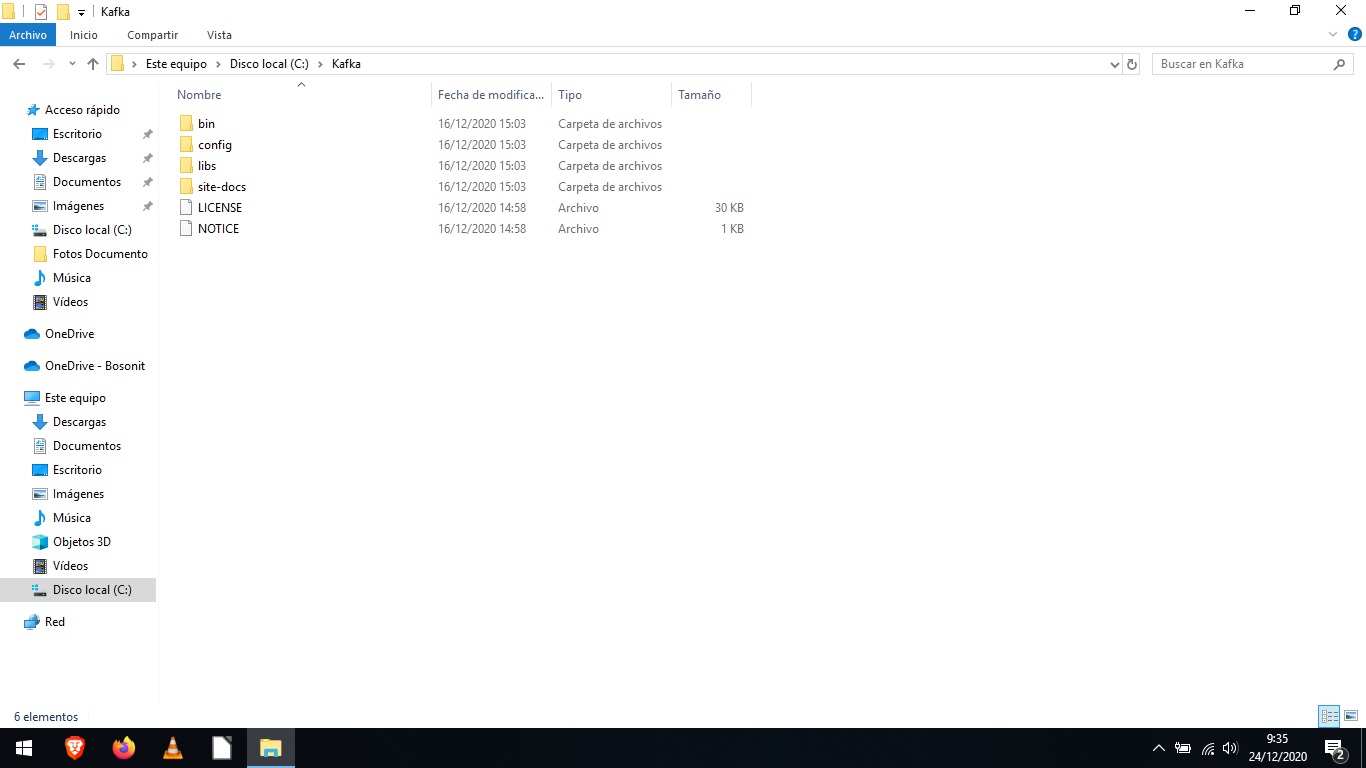 Kafka
Archivo Inicio Compartir Vista
Este equipo Disco local (C:) Kafka
Buscar en Kafka
Nombre Fecha de modifica... Tipo Tamaño
bin 16/12/2020 15:03 Carpeta de archivos
config 16/12/2020 15:03 Carpeta de archivos
libs 16/12/2020 15:03 Carpeta de archivos
site-docs 16/12/2020 15:03 Carpeta de archivos
LICENSE 16/12/2020 14:58 Archivo 30 KB
NOTICE 16/12/2020 14:58 Archivo 1 KB
Acceso rápido
Escritorio
Descargas
Documentos
Imágenes
Disco local (C:)
Fotos Documento
Música
Vídeos
OneDrive
OneDrive - Bosonit
Este equipo
Descargas
Documentos
Escritorio
Imágenes
Música
Objetos 3D
Vídeos
Disco local (C:)
Red
6 elementos
9:35
24/12/2020
2